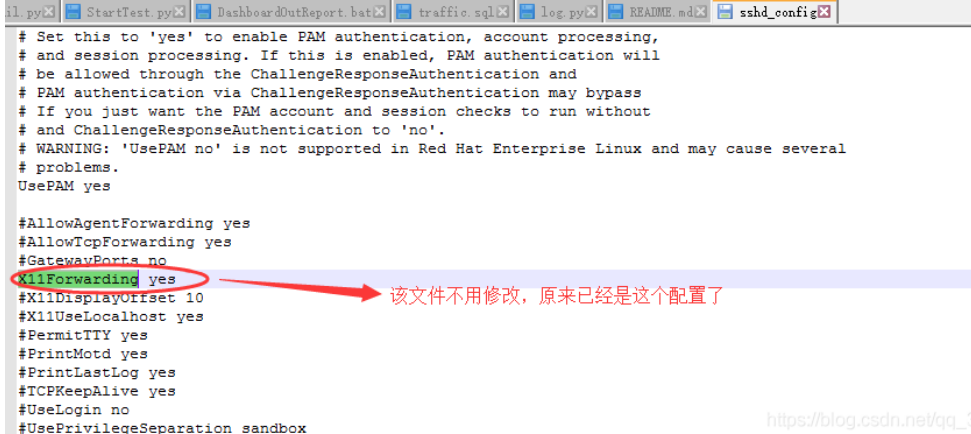 il.py StartTest.py DashboardOutReport.bat traffic.sql log.py README.md sshd_config
# Set this to 'yes' to enable PAM authentication, account processing,
# and session processing. If this is enabled, PAM authentication will
# be allowed through the ChallengeResponseAuthentication and
# PAM authentication via ChallengeResponseAuthentication may bypass
# If you just want the PAM account and session checks to run without
# and ChallengeResponseAuthentication to 'no'.
# WARNING: 'UsePAM no' is not supported in Red Hat Enterprise Linux and may cause several
# problems.
UsePAM yes
#AllowAgentForwarding yes
#AllowTcpForwarding yes
#GatewayPorts no
X11Forwarding yes
该文件不用修改，原来已经是这个配置了
#X11DisplayOffset 10
#X11UseLocalhost yes
#PermitTTY yes
#PrintMotd yes
#PrintLastLog yes
#TCPKeepAlive yes
#UseLogin no
#UsePrivilegeSeparation sandbox
https://blog.csdn.net/qq_